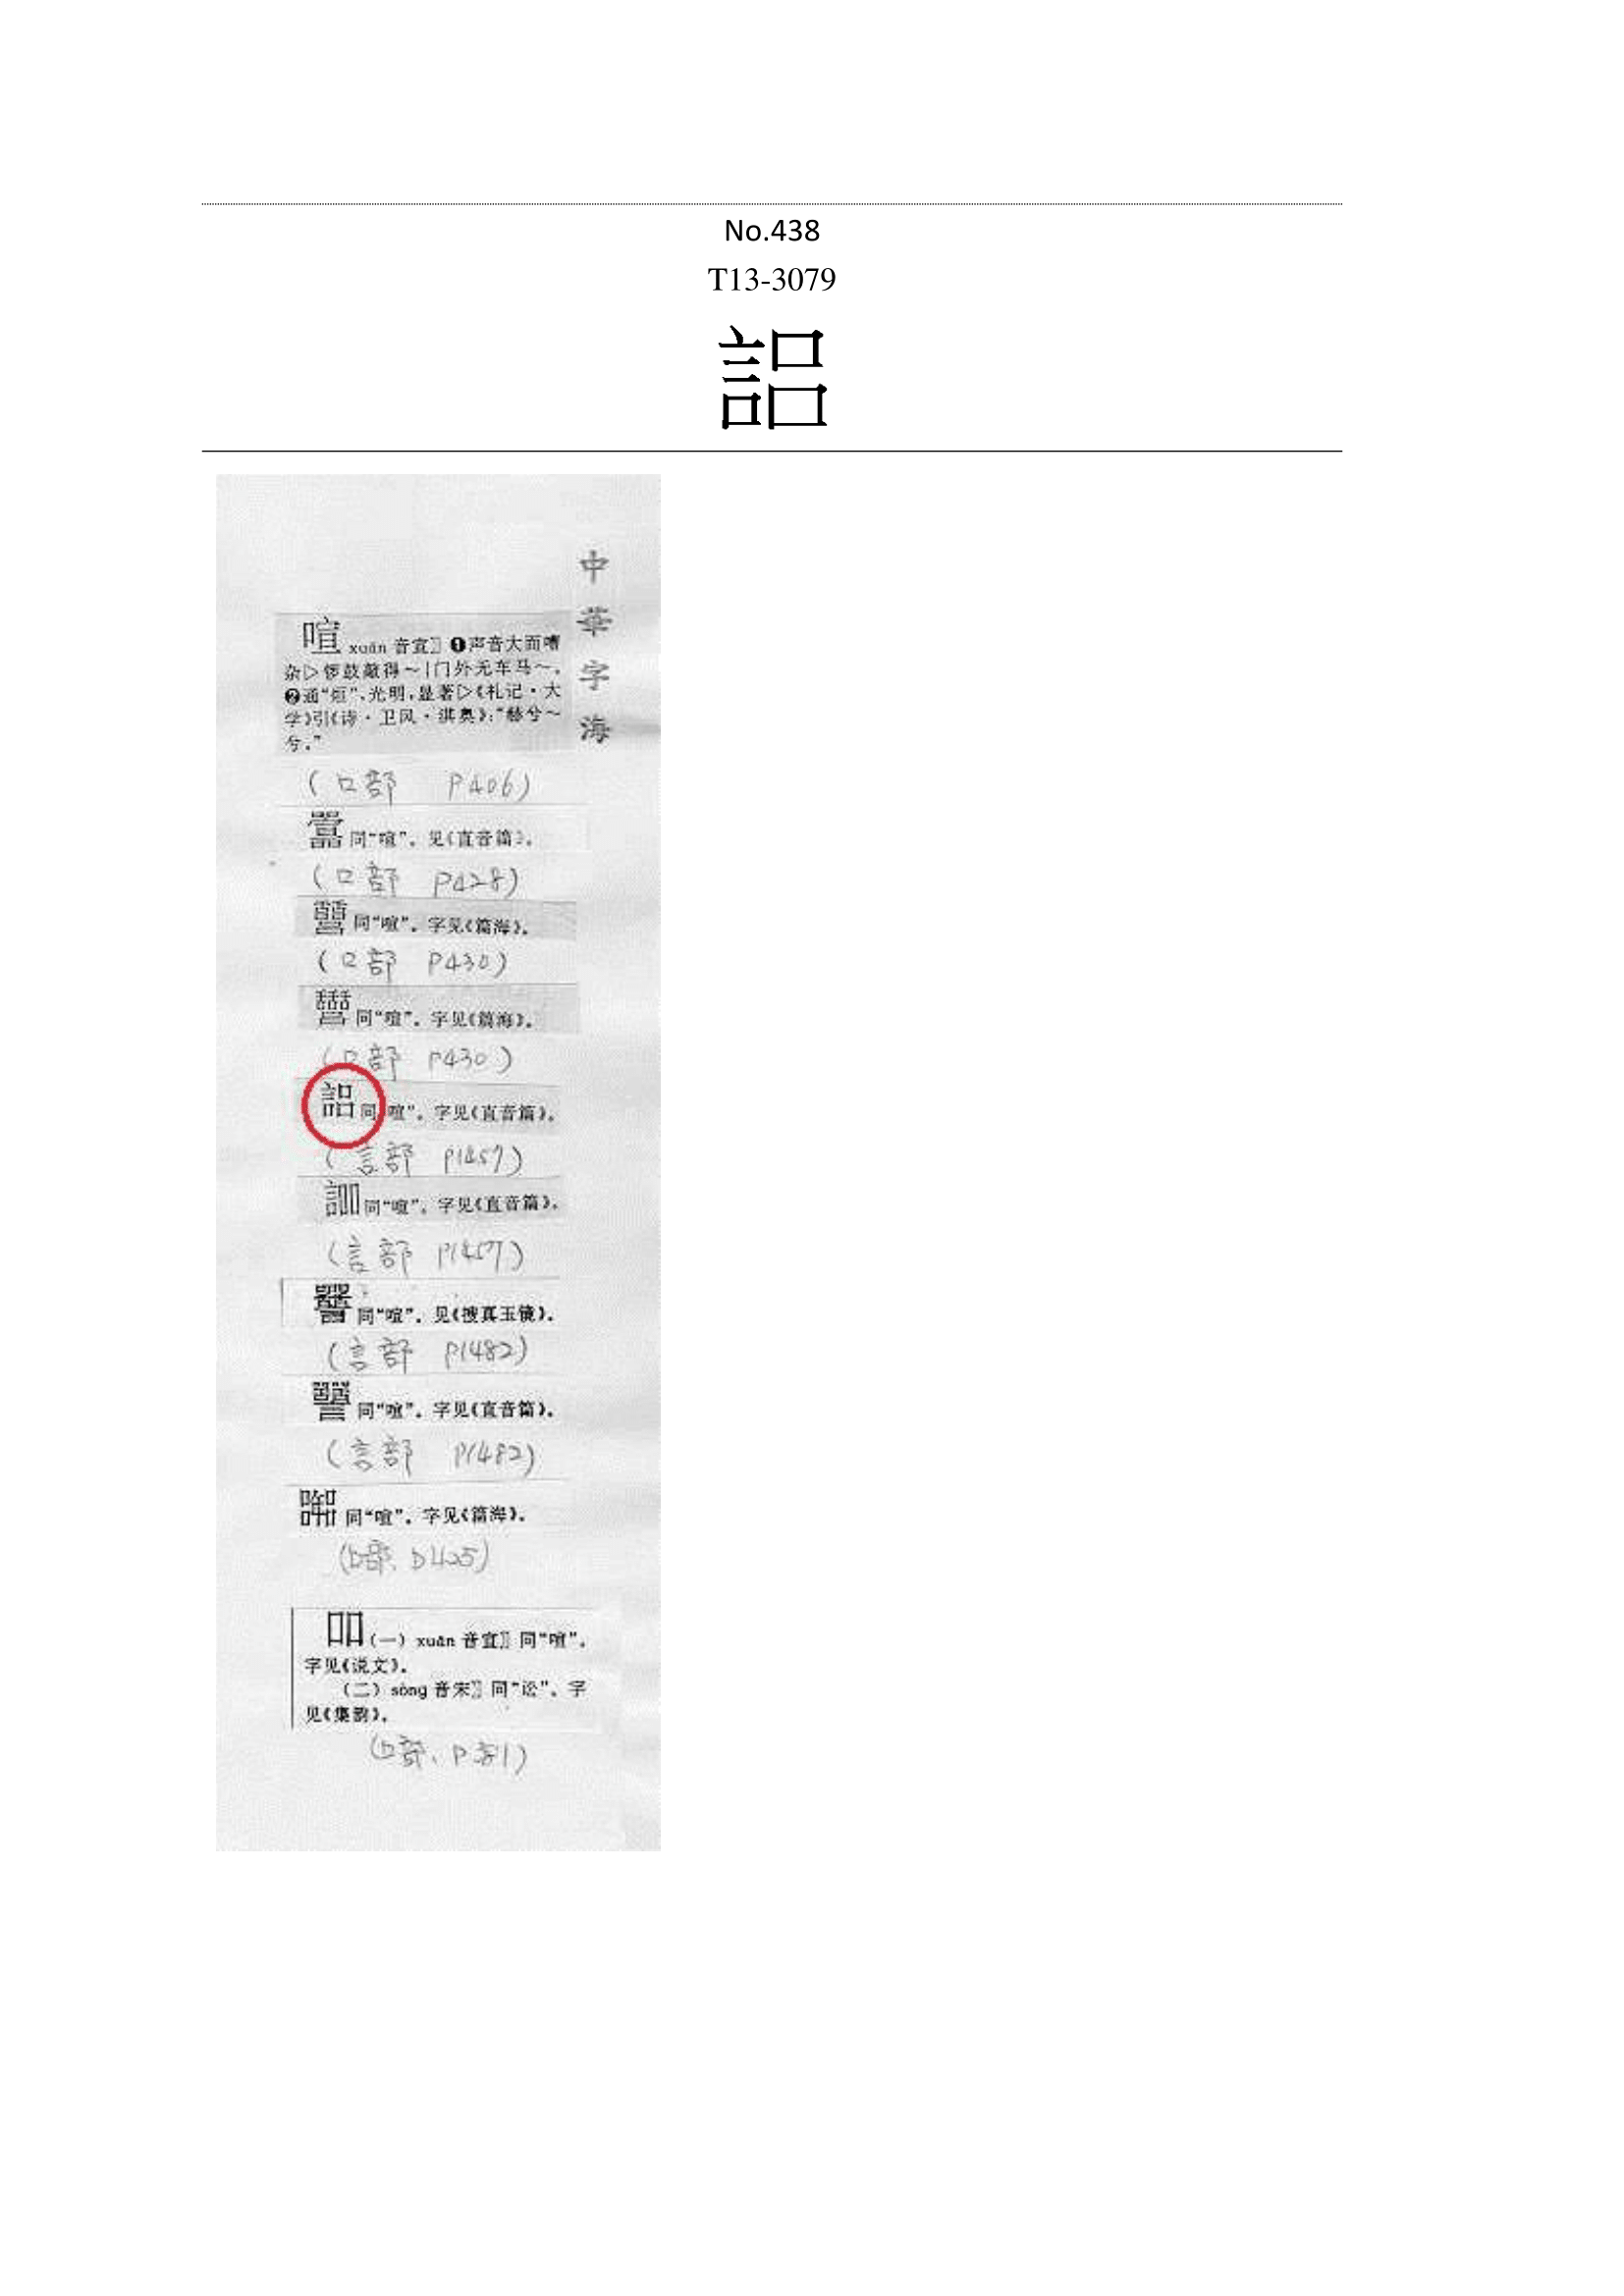 No.438
T13-3079
⿰言吕
中華字海
喧 xuān 音宣〛❶声音大而嘈
杂▷锣鼓敲得～|门外无车马～。
❷通“烜”,光明,显著▷《礼记·大
学》引《诗·卫风·淇奥》:“赫兮～
兮。”
(口部 P406)
同“喧”。见《直音篇》。
(口部 P428)
同“喧”。字见《篇海》。
(口部 P430)
同“喧”。字见《篇海》。
(口部 P430)
⿰言吕 同“喧”。字见《直音篇》。
(言部 P1457)
⿰言吅 同“喧”。字见《直音篇》。
(言部 P1457)
同“喧”。见《搜真玉镜》。
(言部 P1482)
同“喧”。字见《直音篇》。
(言部 P1482)
同“喧”。字见《篇海》。
(口部、P425)
吅 (一) xuān 音宣〛同“喧”。
字见《说文》。
(二) sòng 音宋〛同“讼”。字
见《集韵》。
(口部、P381)